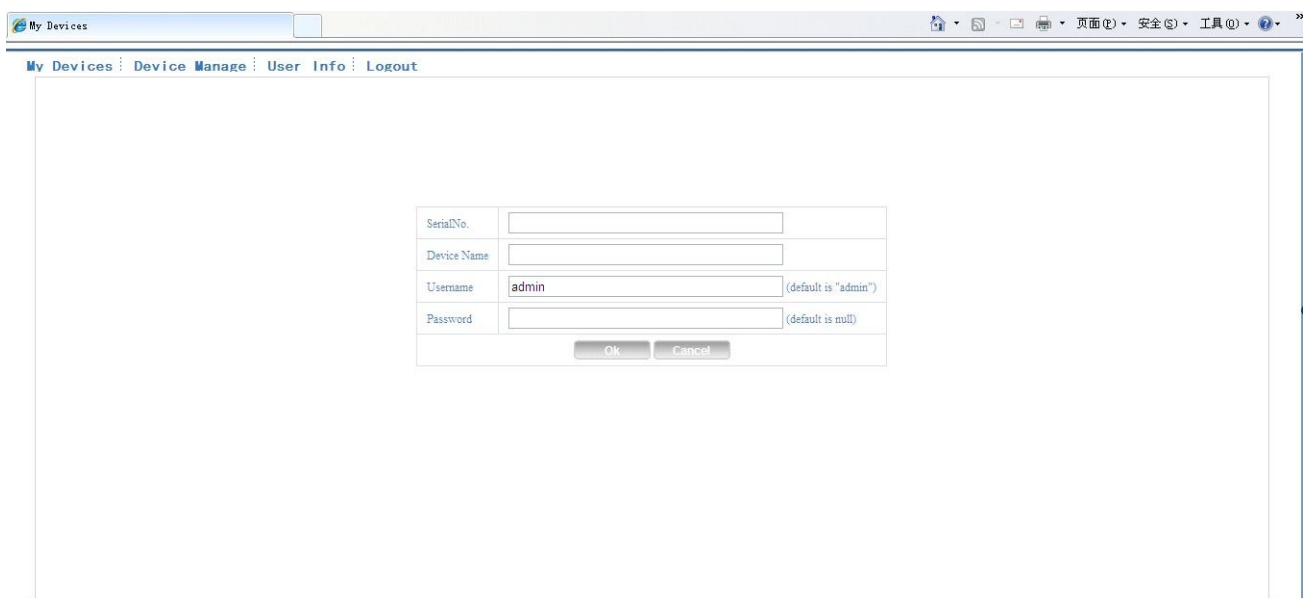 My Devices
页面(P) 安全(S) 工具(O) »
My Devices Device Manage User Info Logout
SerialNo.
Device Name
Username admin (default is "admin")
Password (default is null)
Ok Cancel